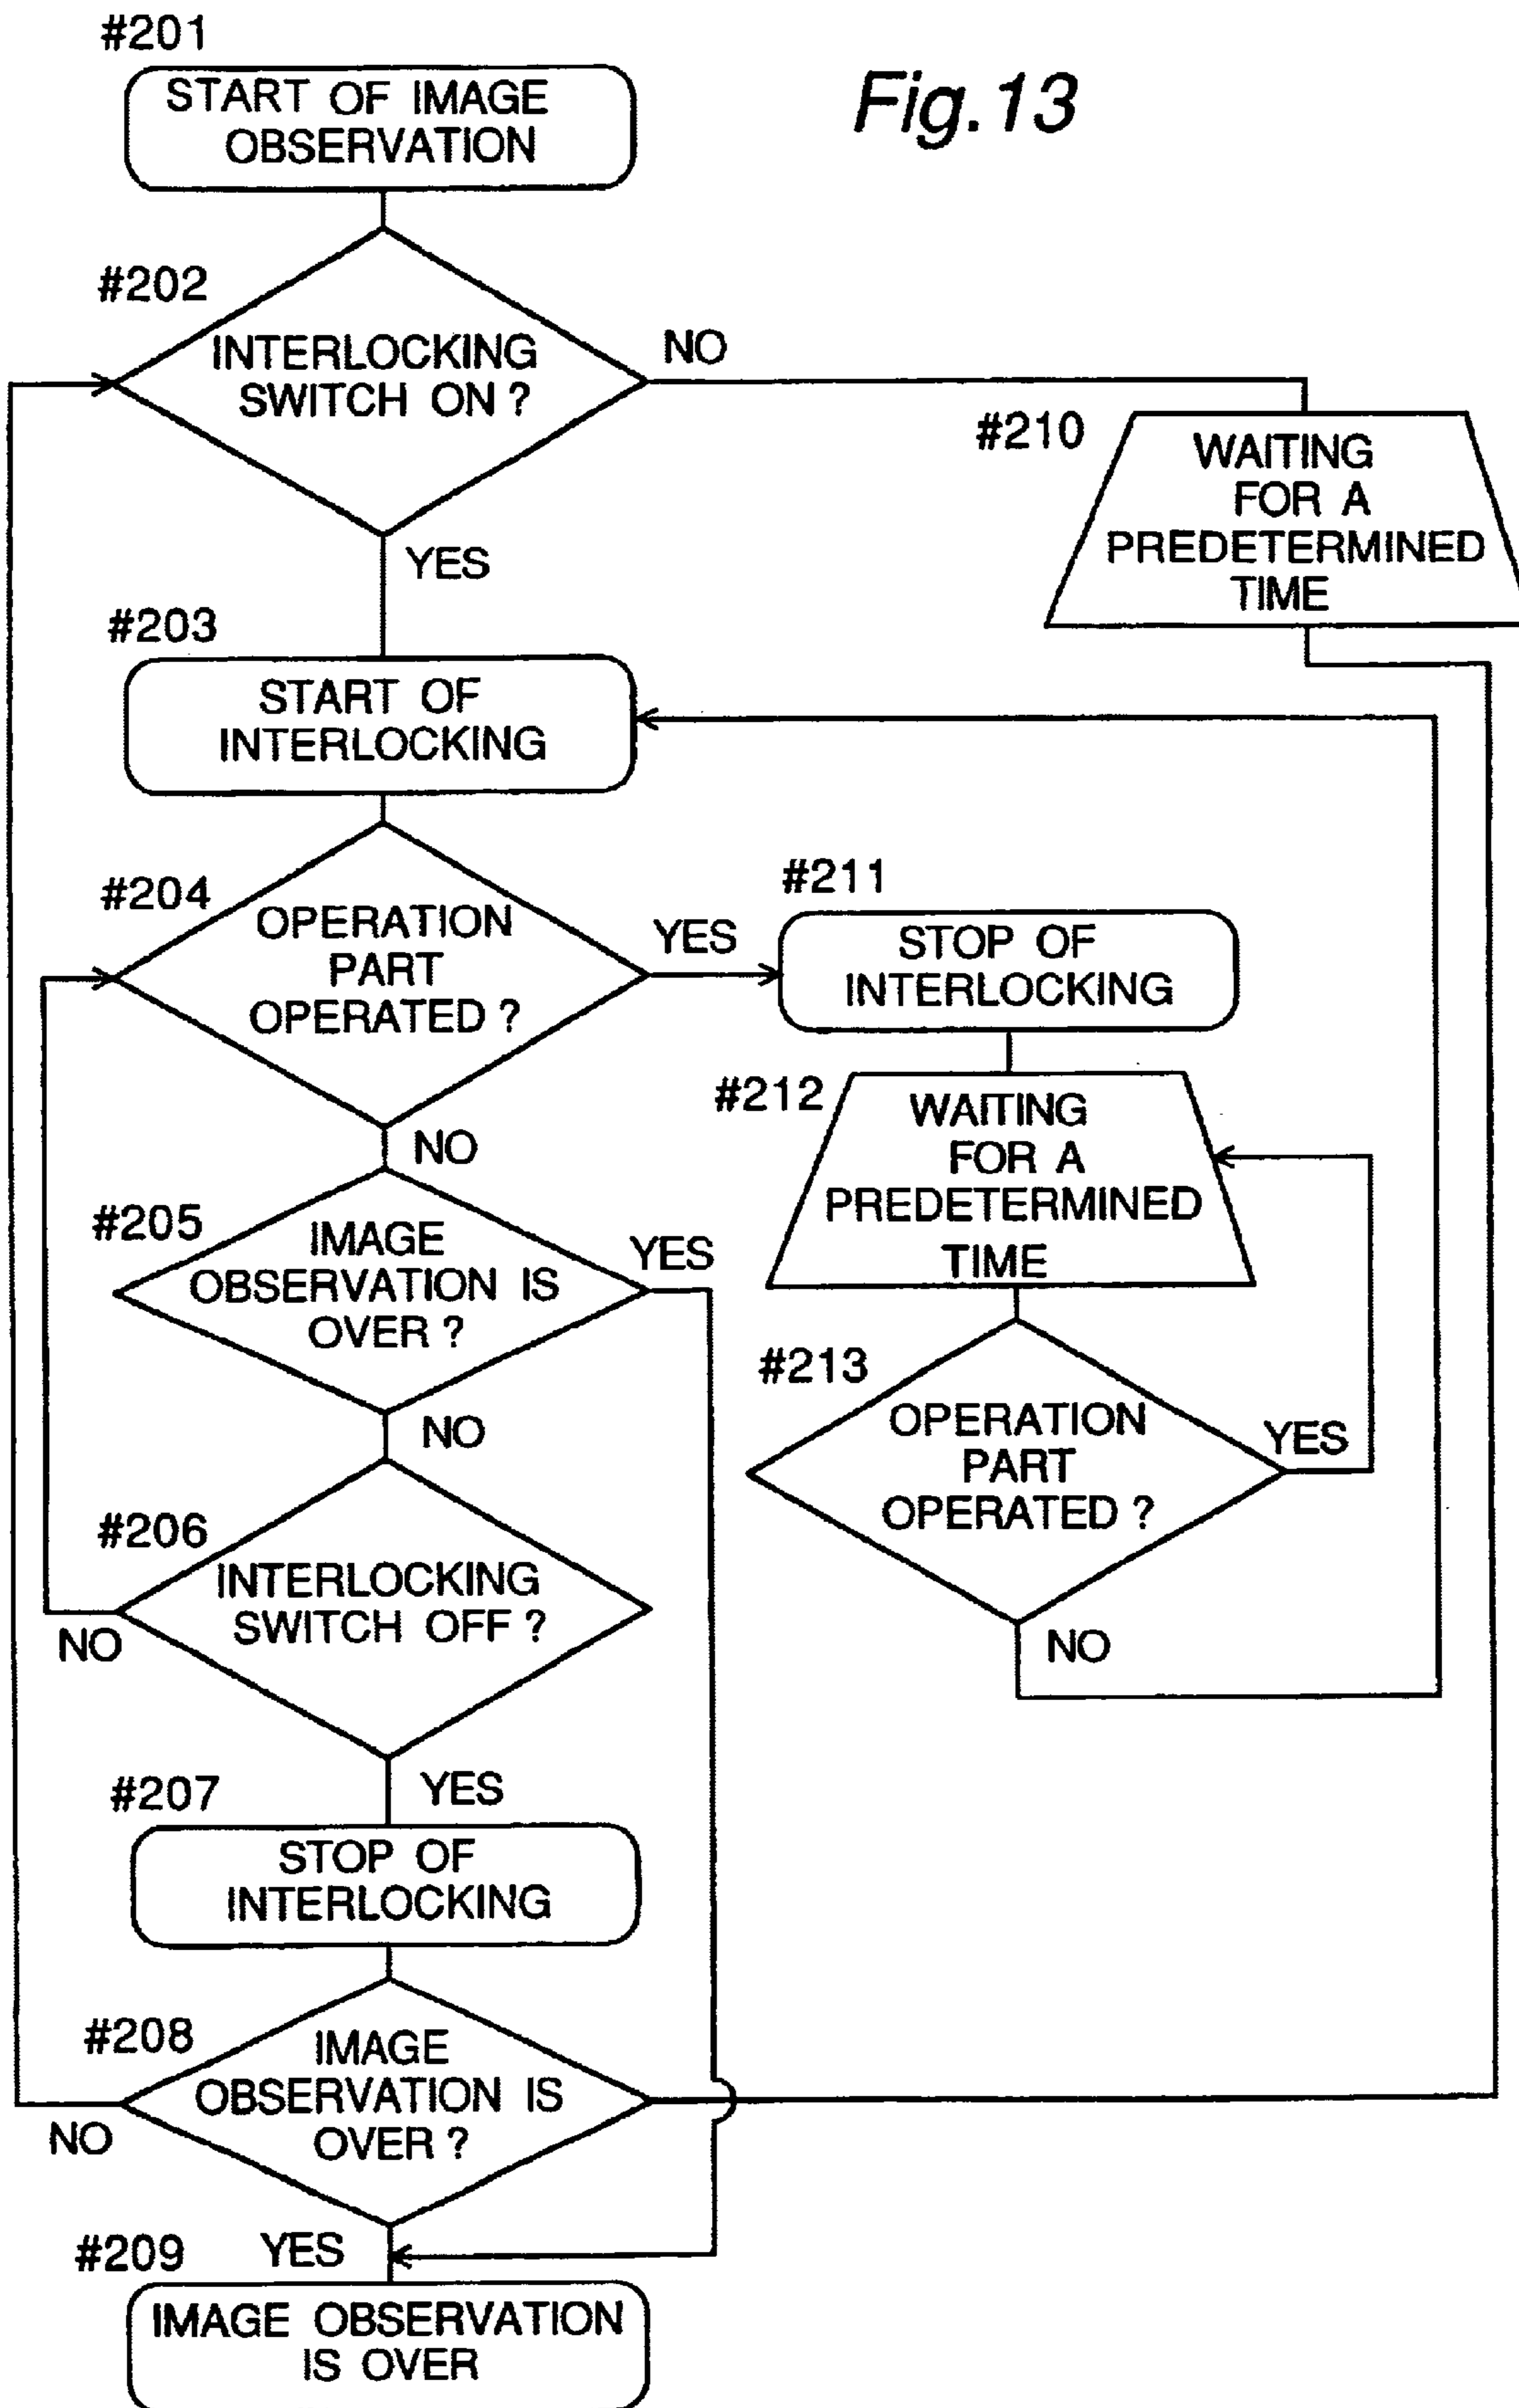 Fig.13
#201
START OF IMAGE
OBSERVATION
#202
INTERLOCKING
SWITCH ON ?
NO
YES
#210
WAITING
FOR A
PREDETERMINED
TIME
#203
START OF
INTERLOCKING
#204
OPERATION
PART
OPERATED ?
YES
NO
#211
STOP OF
INTERLOCKING
#212
WAITING
FOR A
PREDETERMINED
TIME
#205
IMAGE
OBSERVATION IS
OVER ?
YES
NO
#213
OPERATION
PART
OPERATED ?
YES
NO
#206
INTERLOCKING
SWITCH OFF ?
NO
YES
#207
STOP OF
INTERLOCKING
#208
IMAGE
OBSERVATION IS
OVER ?
NO
YES
#209
IMAGE OBSERVATION
IS OVER